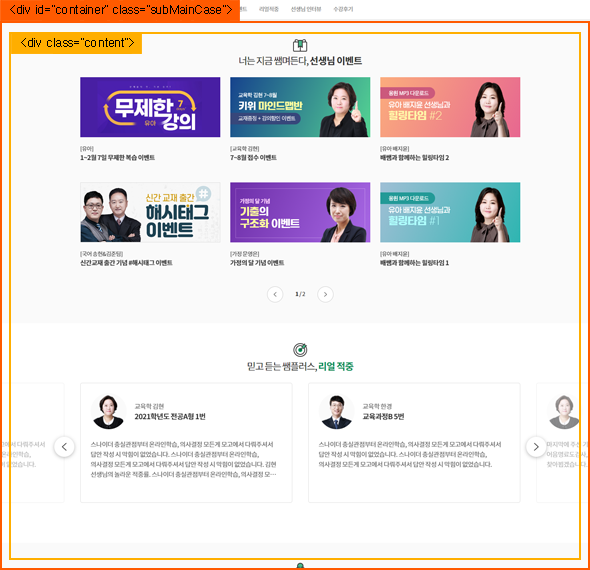 <div id="container" class="subMainCase">
리얼적중 선생님 인터뷰 수강후기
<div class="content">
너는 지금 쌤며든다, 선생님 이벤트
무제한 7
유아 강의
교육학 김현 7~8월
키위 마인드맵반
교재증정 + 강의할인 이벤트
올인 MP3 다운로드
유아 배지윤 선생님과
힐링타임 #2
[유아]
1~2월 7일 무제한 복습 이벤트
[교육학 김현]
7~8월 접수 이벤트
[유아 배지윤]
배쌤과 함께하는 힐링타임 2
신간 교재 출간 #
해시태그
이벤트
가정의 달 기념
기출의
구조화 이벤트
올인 MP3 다운로드
유아 배지윤 선생님과
힐링타임 #1
[국어 송현&김준탐]
신간교재 출간 기념 #해시태그 이벤트
[가정 문영은]
가정의 달 기념 이벤트
[유아 배지윤]
배쌤과 함께하는 힐링타임 1
1/2
믿고 듣는 쌤플러스, 리얼 적중
교육학 김현
2021학년도 전공A형 1번
스나이더 충실관점부터 온라인학습, 의사결정 모든게 모고에서 다뤄주셔서
답안 작성 시 막힘이 없었습니다. 스나이더 충실관점부터 온라인학습,
의사결정 모든게 모고에서 다뤄주셔서 답안 작성 시 막힘이 없었습니다. 김현
선생님의 놀라운 적중률. 스나이더 충실관점부터 온라인학습, 의사결정 모…
교육학 한경
교육과정B 5번
스나이더 충실관점부터 온라인학습, 의사결정 모든게 모고에서 다뤄주셔서
답안 작성 시 막힘이 없었습니다. 스나이더 충실관점부터 온라인학습,
의사결정 모든게 모고에서 다뤄주셔서 답안 작성 시 막힘이 없었습니다.